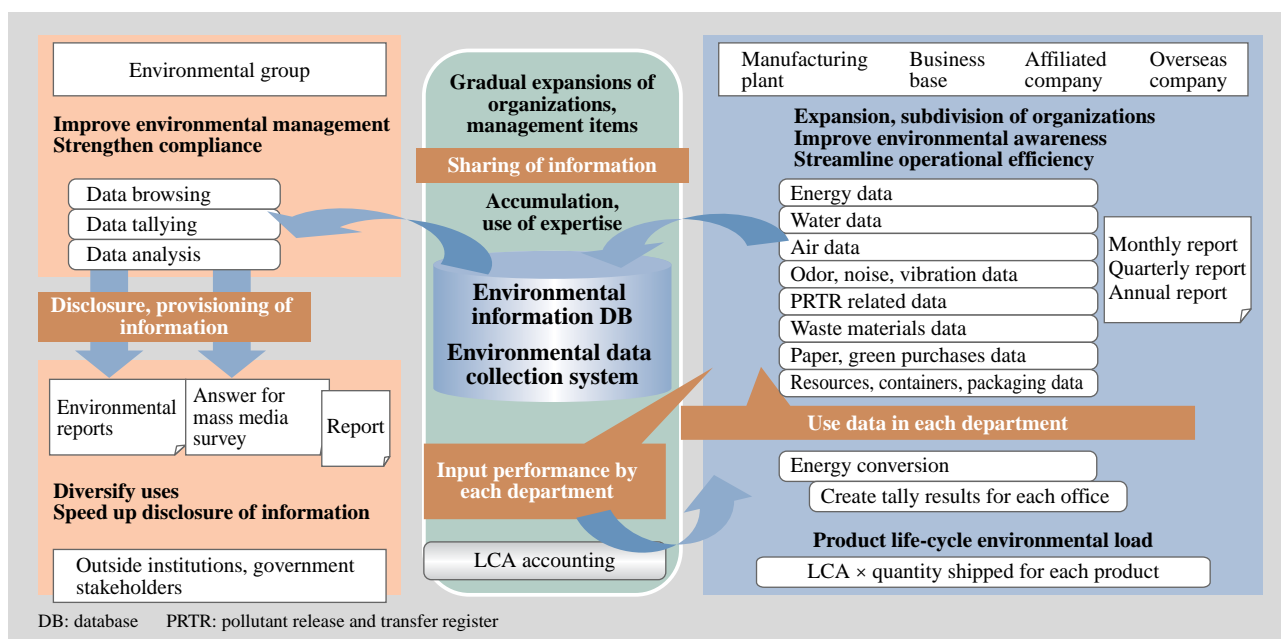 Environmental group
Improve environmental management
Strengthen compliance
Data browsing
Data tallying
Data analysis
Disclosure, provisioning of
information
Environmental
reports
Answer for
mass media
survey
Report
Diversify uses
Speed up disclosure of information
Outside institutions, government
stakeholders
Gradual expansions of
organizations,
management items
Sharing of information
Accumulation,
use of expertise
Environmental
information DB
Environmental data
collection system
Input performance by
each department
LCA accounting
Manufacturing
plant
Business
base
Affiliated
company
Overseas
company
Expansion, subdivision of organizations
Improve environmental awareness
Streamline operational efficiency
Energy data
Water data
Air data
Odor, noise, vibration data
PRTR related data
Waste materials data
Paper, green purchases data
Resources, containers, packaging data
Monthly report
Quarterly report
Annual report
Use data in each department
Energy conversion
Create tally results for each office
Product life-cycle environmental load
LCA × quantity shipped for each product
DB: database PRTR: pollutant release and transfer register